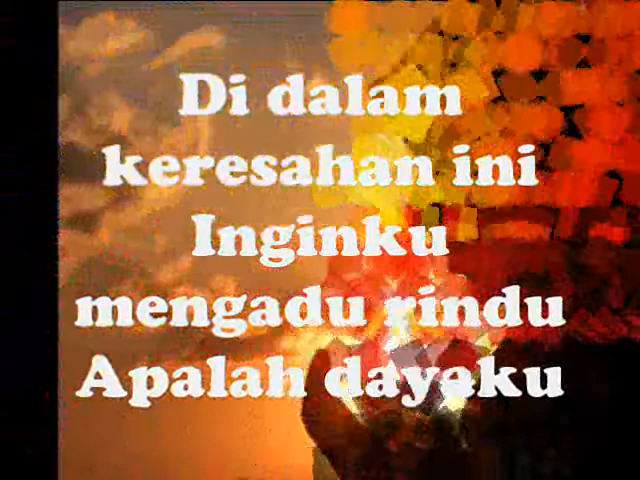 Di dalam
keresahan ini
Inginku
mengadu rindu
Apalah dayaku